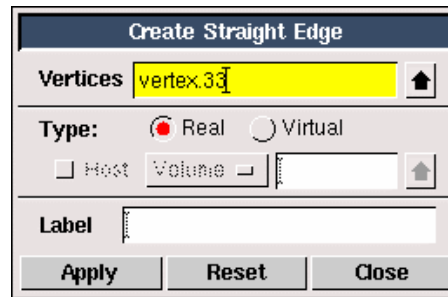 Create Straight Edge
Vertices vertex.33
Type: Real Virtual
Host Volume
Label
Apply Reset Close